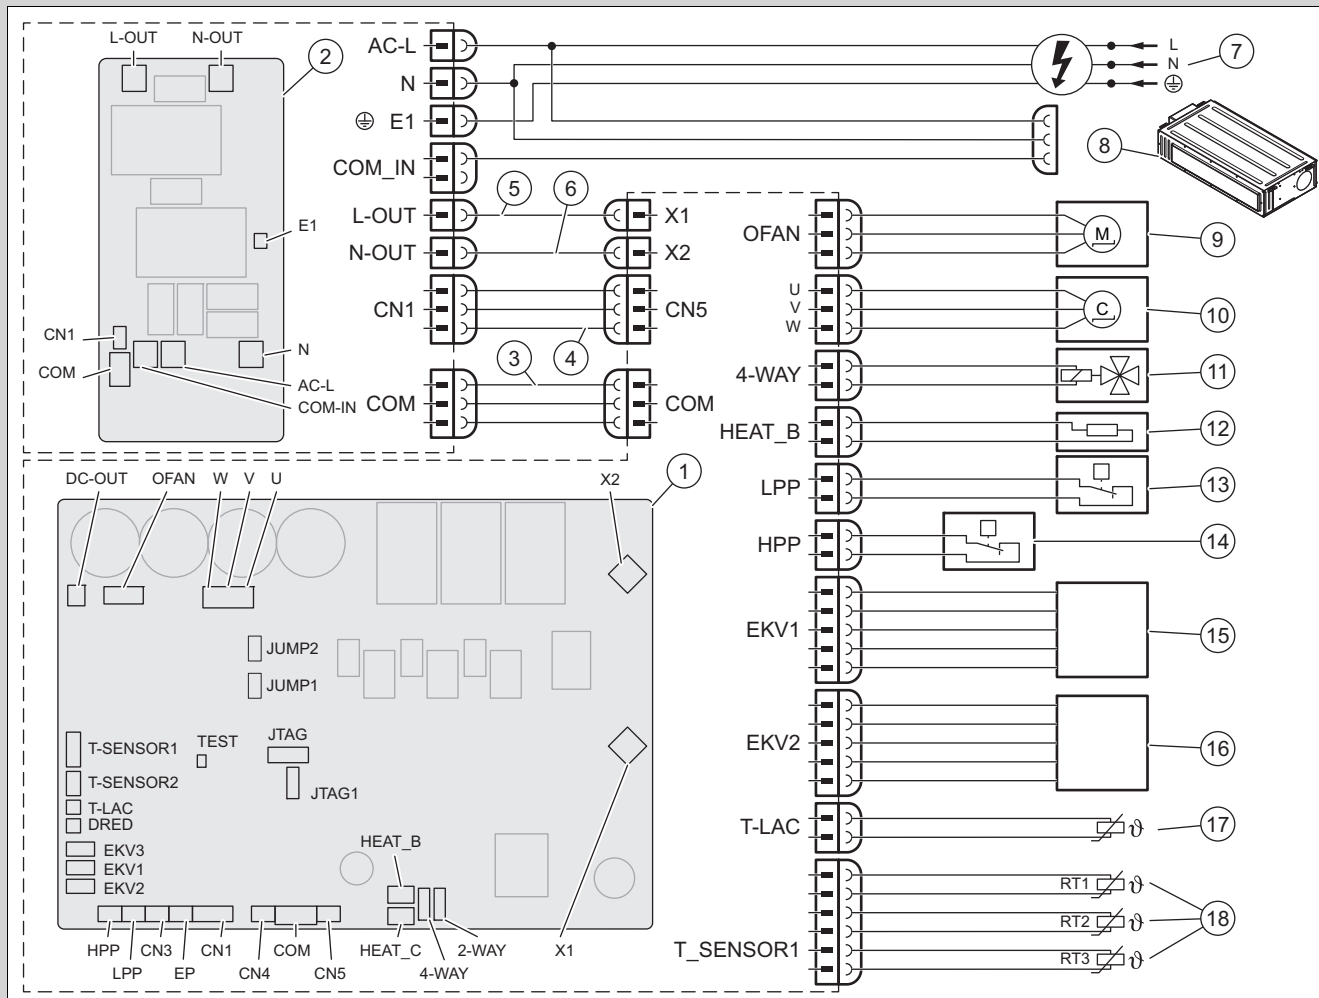 L-OUT N-OUT
2
AC-L
L
N
7
N
E1
COM_IN
8
5
6
L-OUT
X1
OFAN
M
9
E1
N-OUT
X2
CN1
CN5
U
V
W
C
10
CN1
COM
N
AC-L
COM-IN
3
4
4-WAY
11
COM
COM
HEAT_B
12
DC-OUT OFAN W V U X2
1
LPP
13
HPP
14
EKV1
15
JUMP2
JUMP1
T-SENSOR1
TEST
JTAG
T-SENSOR2
JTAG1
T-LAC
DRED
EKV2
16
HEAT_B
T-LAC
ϑ
17
EKV3
EKV1
EKV2
RT1
ϑ
RT2
ϑ
18
RT3
ϑ
T_SENSOR1
HPP CN3 CN1 COM HEAT_C 2-WAY X1
LPP EP CN4 CN5 4-WAY